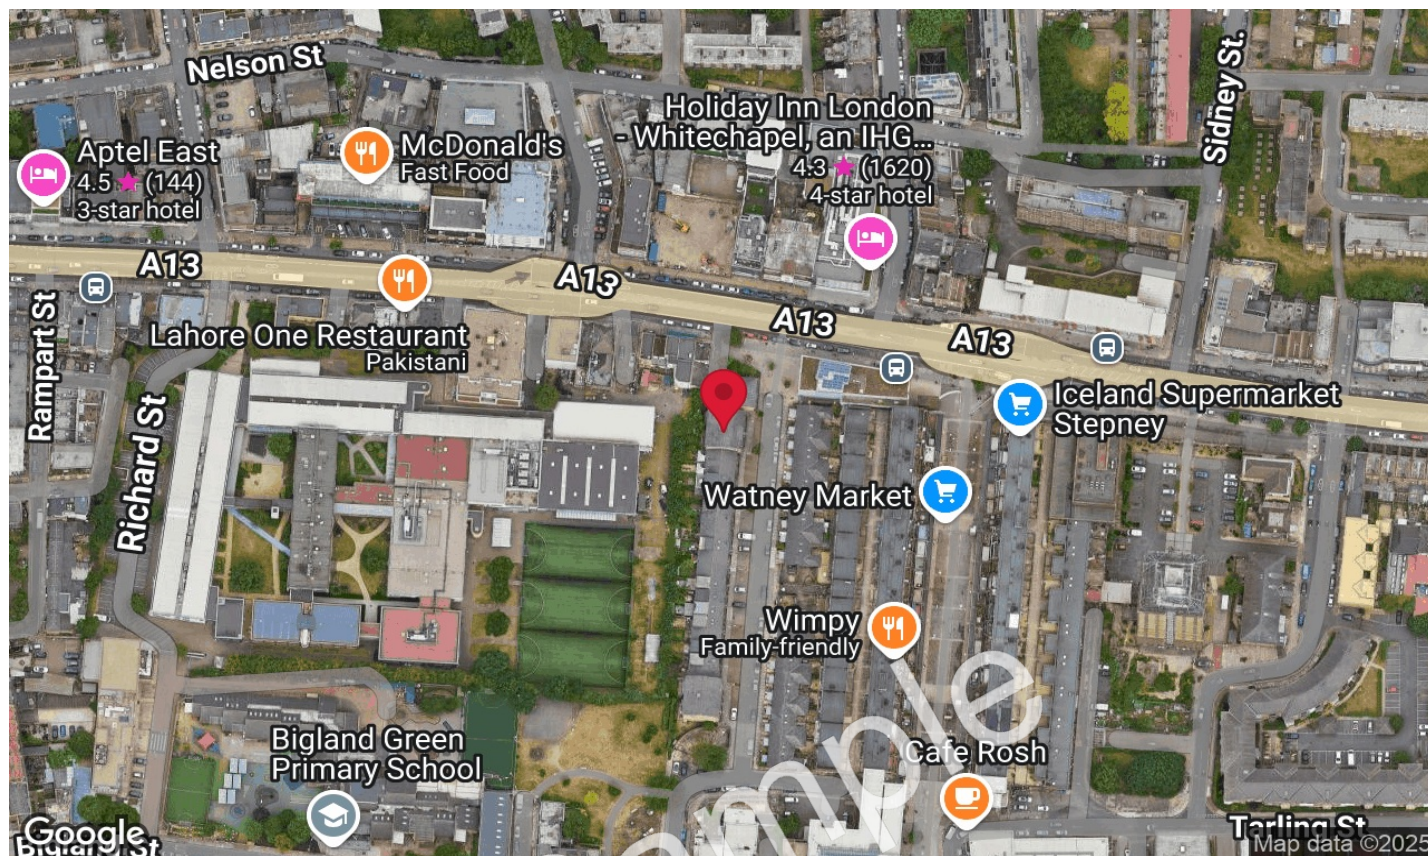 Nelson St
Sidney St.
Holiday Inn London
- Whitechapel, an IHG...
4.3 ★ (1620)
4-star hotel
McDonald's
Fast Food
Aptel East
4.5 ★ (144)
3-star hotel
A13
A13
A13
A13
Rampart St
Lahore One Restaurant
Pakistani
Richard St
Iceland Supermarket
Stepney
Watney Market
Wimpy
Family-friendly
Bigland Green
Primary School
Cafe Rosh
Tarling St
Google
Bigland St
Map data ©2025